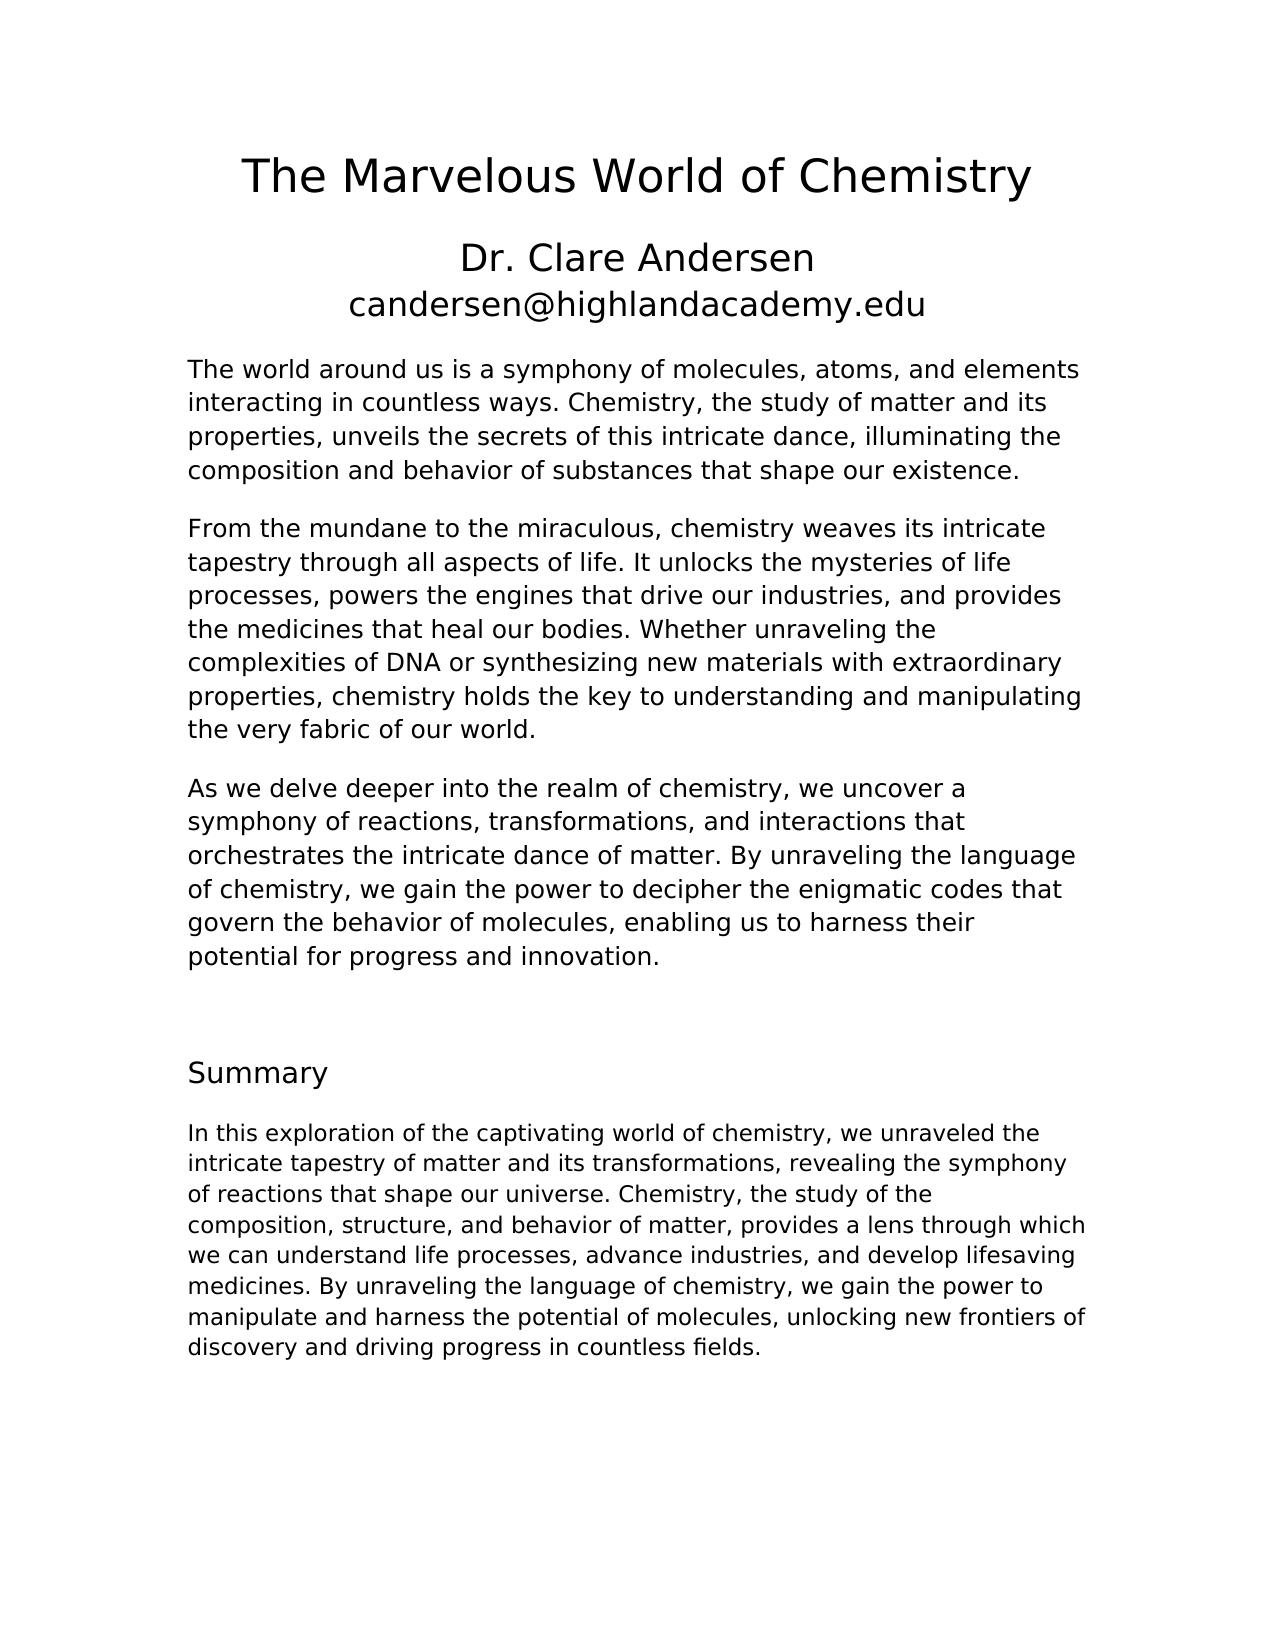 The Marvelous World of Chemistry
Dr. Clare Andersen
candersen@highlandacademy.edu
The world around us is a symphony of molecules, atoms, and elements
interacting in countless ways. Chemistry, the study of matter and its
properties, unveils the secrets of this intricate dance, illuminating the
composition and behavior of substances that shape our existence.
From the mundane to the miraculous, chemistry weaves its intricate
tapestry through all aspects of life. It unlocks the mysteries of life
processes, powers the engines that drive our industries, and provides
the medicines that heal our bodies. Whether unraveling the
complexities of DNA or synthesizing new materials with extraordinary
properties, chemistry holds the key to understanding and manipulating
the very fabric of our world.
As we delve deeper into the realm of chemistry, we uncover a
symphony of reactions, transformations, and interactions that
orchestrates the intricate dance of matter. By unraveling the language
of chemistry, we gain the power to decipher the enigmatic codes that
govern the behavior of molecules, enabling us to harness their
potential for progress and innovation.
Summary
In this exploration of the captivating world of chemistry, we unraveled the
intricate tapestry of matter and its transformations, revealing the symphony
of reactions that shape our universe. Chemistry, the study of the
composition, structure, and behavior of matter, provides a lens through which
we can understand life processes, advance industries, and develop lifesaving
medicines. By unraveling the language of chemistry, we gain the power to
manipulate and harness the potential of molecules, unlocking new frontiers of
discovery and driving progress in countless fields.